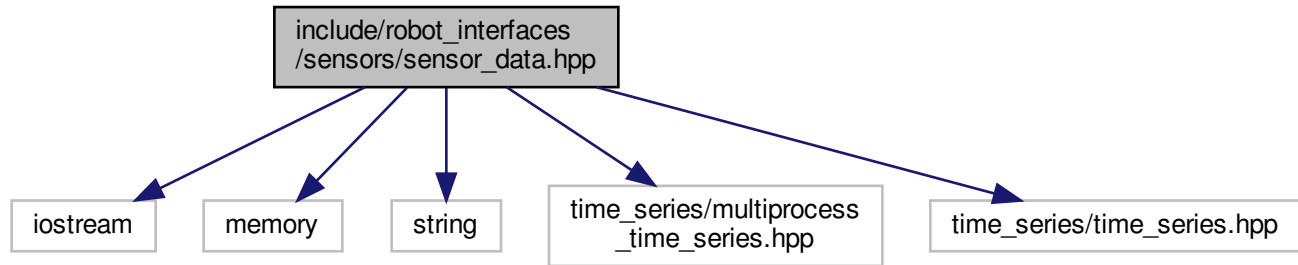 include/robot_interfaces
/sensors/sensor_data.hpp
iostream
memory
string
time_series/multiprocess
_time_series.hpp
time_series/time_series.hpp